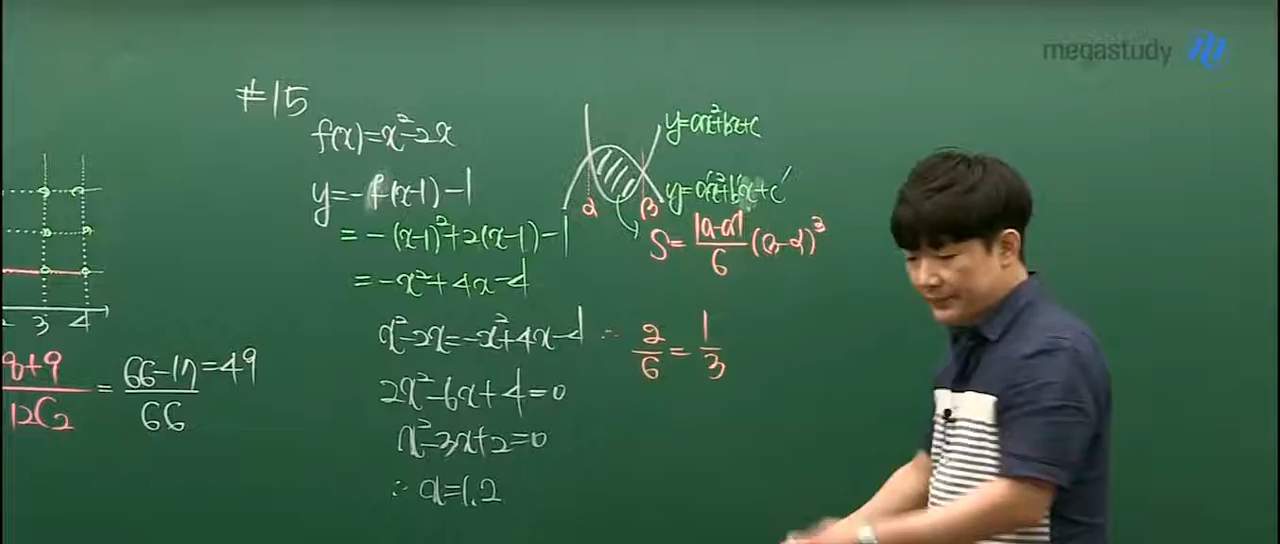 megastudy
#15
f(x)=x²-2x
y=-f(x-1)-1
=-(x-1)²+2(x-1)-1
=-x²+4x-4
x²-2x=-x²+4x-4
2x²-6x+4=0
x²-3x+2=0
∴ x=1,2
y=ax²+bx+c
y=a'x²+b'x+c'
α β
S=|a-a'|/6 (β-α)³
∴ 2/6=1/3
3 4
8+9/12C2 = 66-17/66 =49